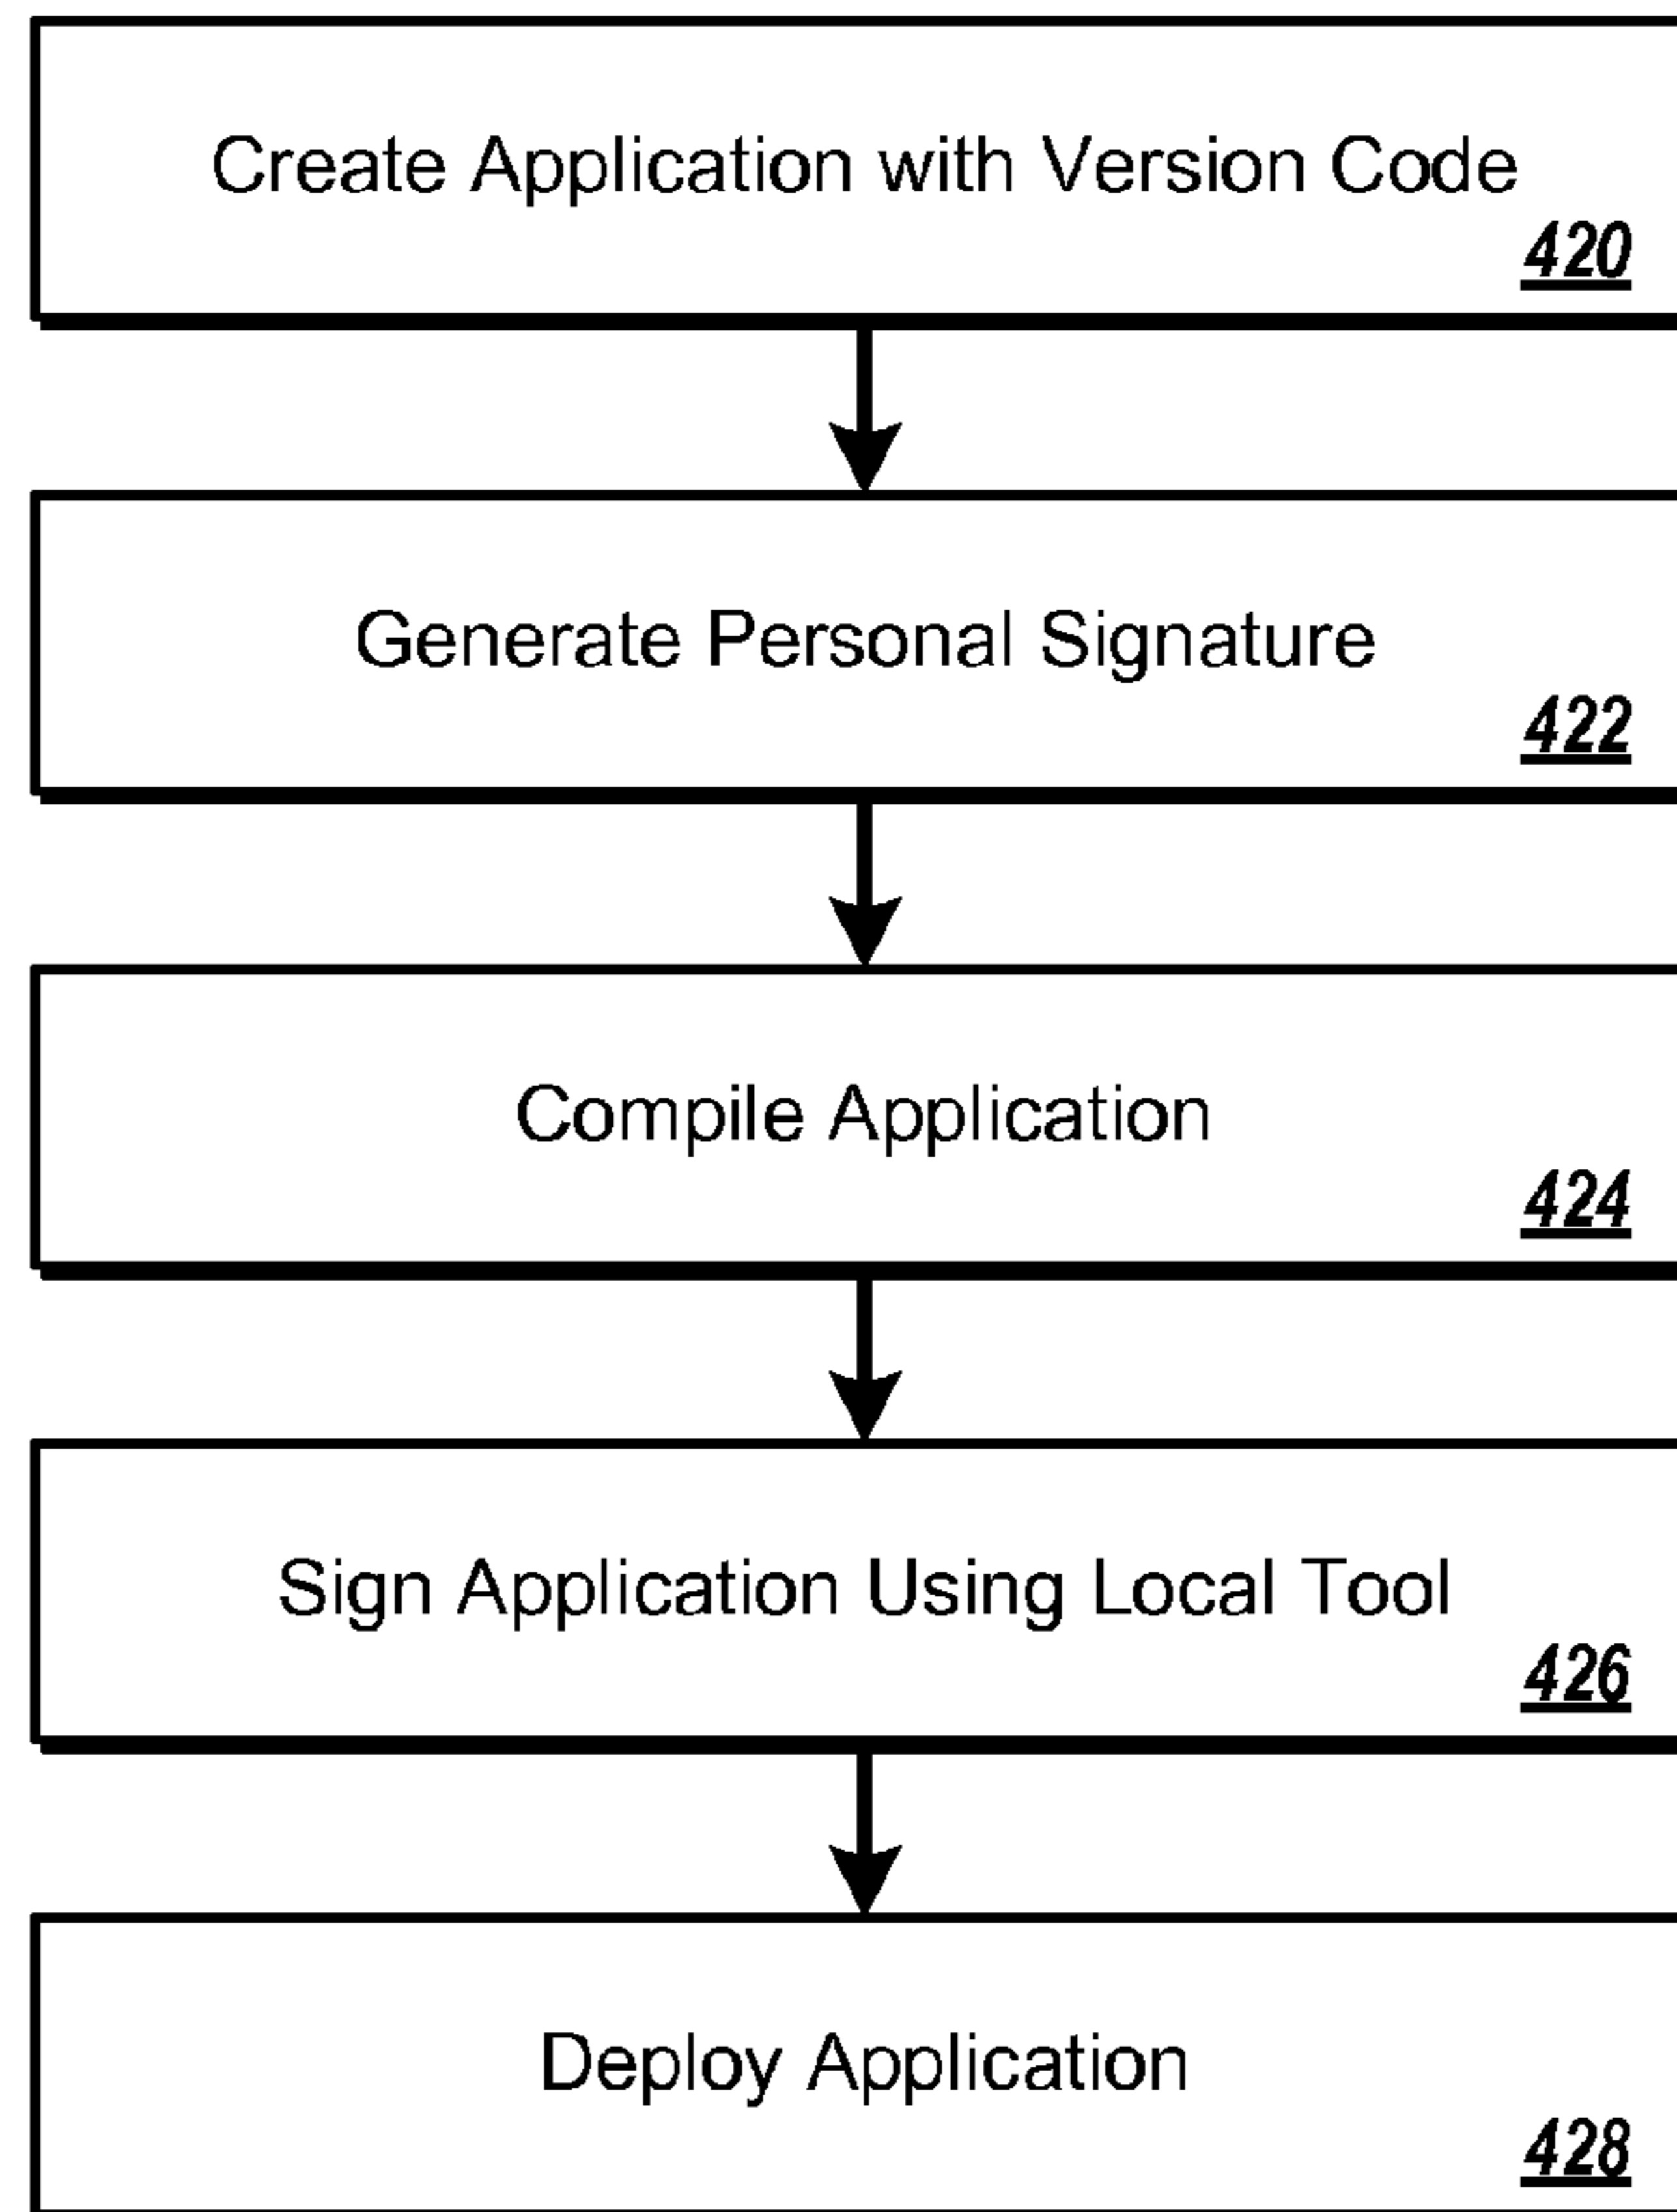 Create Application with Version Code
420
Generate Personal Signature
422
Compile Application
424
Sign Application Using Local Tool
426
Deploy Application
428